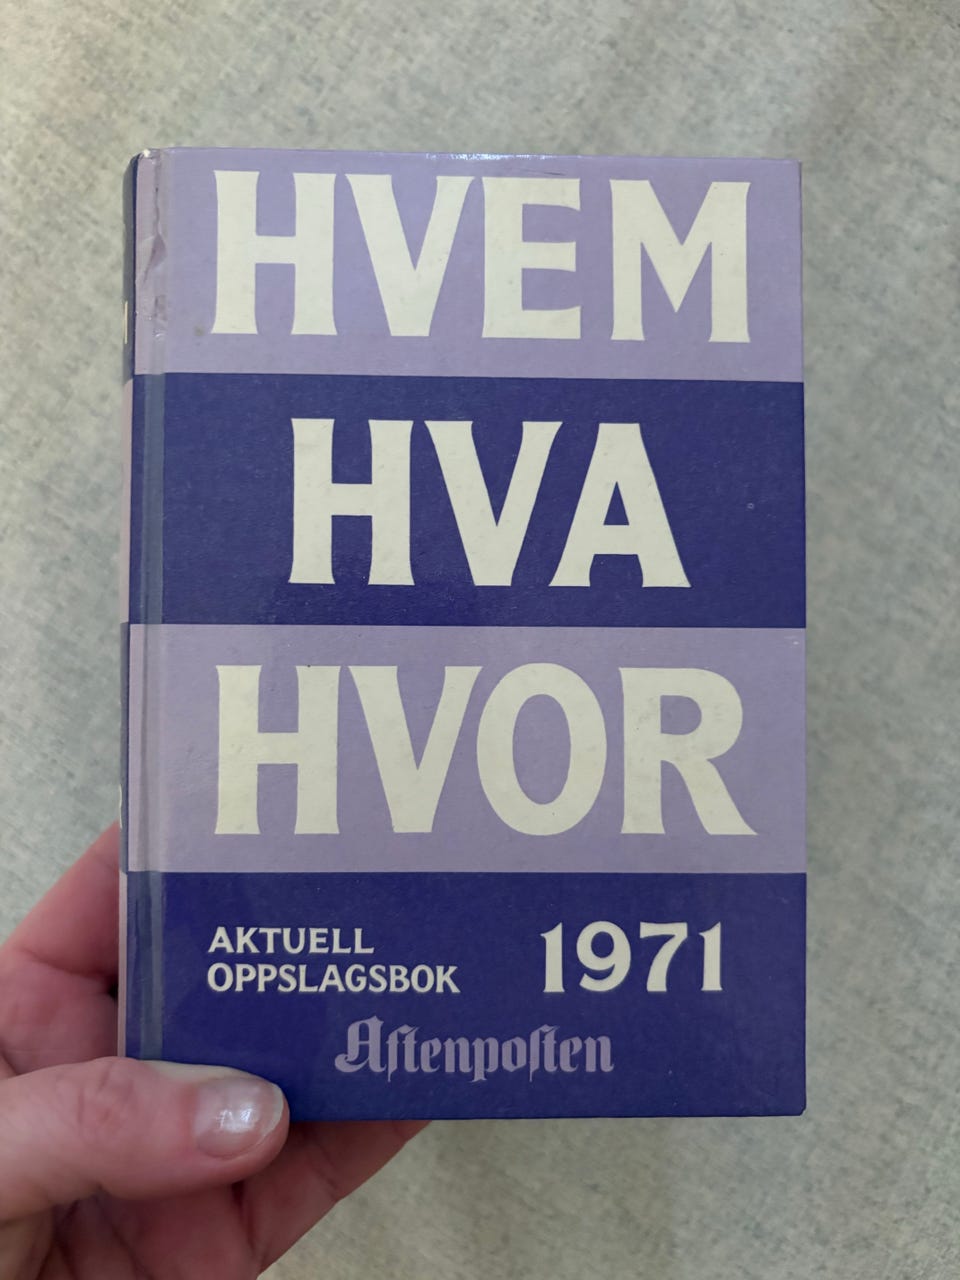 HVEM
HVA
HVOR
AKTUELL
OPPSLAGSBOK
1971
Aftenposten